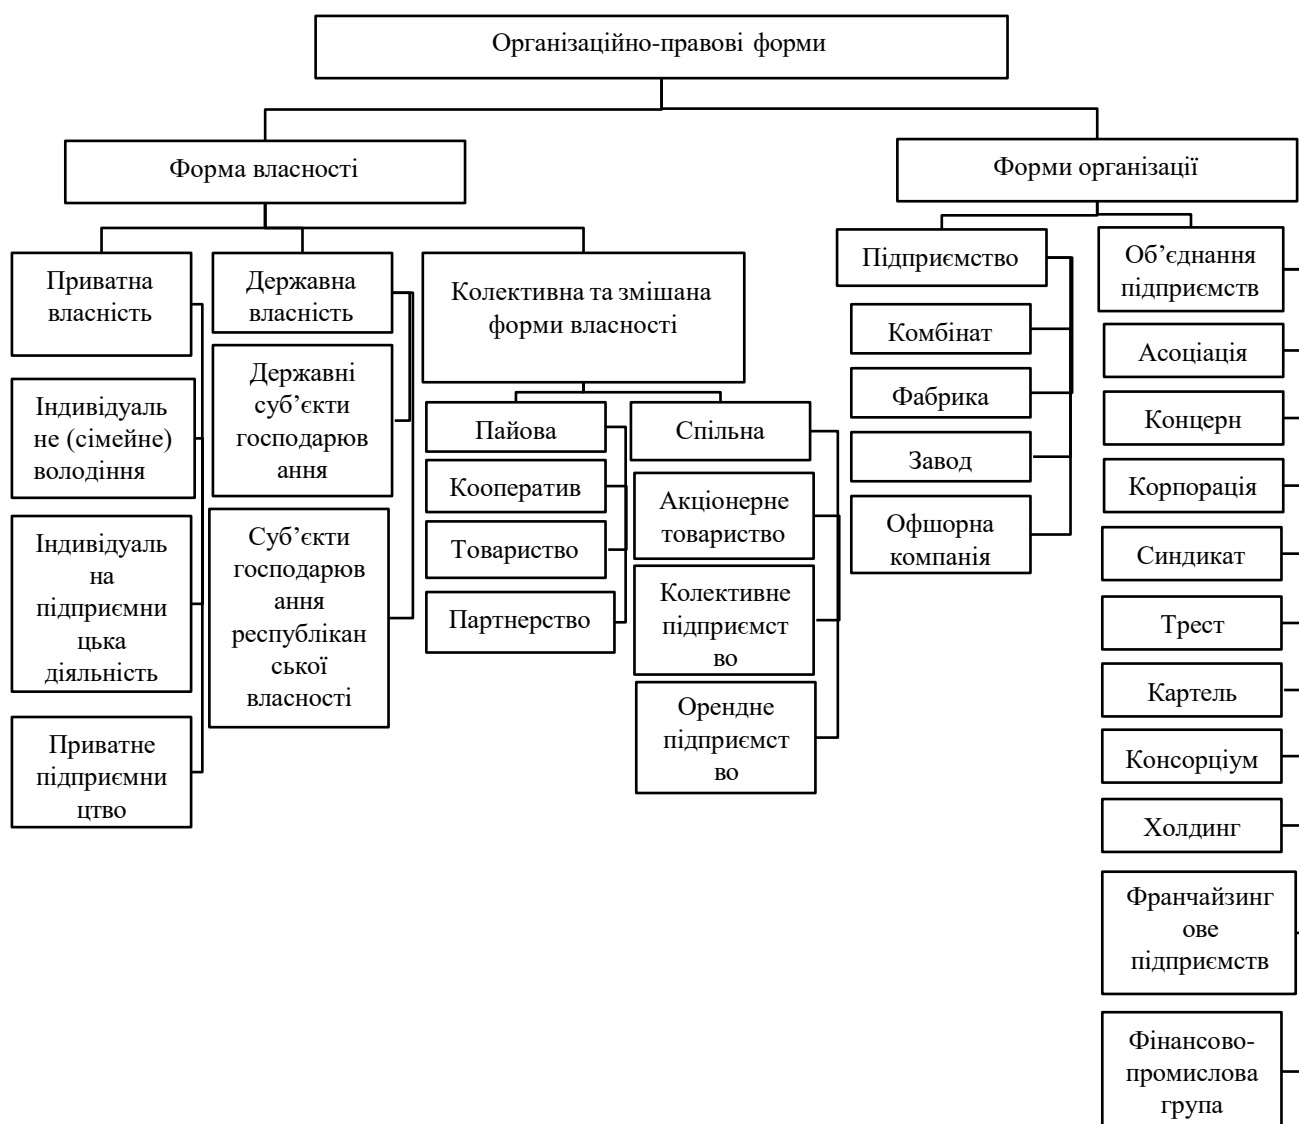 Організаційно-правові форми
Форма власності
Форми організації
Приватна
власність
Індивідуаль
не (сімейне)
володіння
Індивідуаль
на
підприємни
цька
діяльність
Приватне
підприємни
цтво
Державна
власність
Державні
суб’єкти
господарюв
ання
Суб’єкти
господарюв
ання
республікан
ської
власності
Колективна та змішана
форми власності
Пайова
Кооператив
Товариство
Партнерство
Спільна
Акціонерне
товариство
Колективне
підприємст
во
Орендне
підприємст
во
Підприємство
Комбінат
Фабрика
Завод
Офшорна
компанія
Об’єднання
підприємств
Асоціація
Концерн
Корпорація
Синдикат
Трест
Картель
Консорціум
Холдинг
Франчайзинг
ове
підприємств
Фінансово-
промислова
група